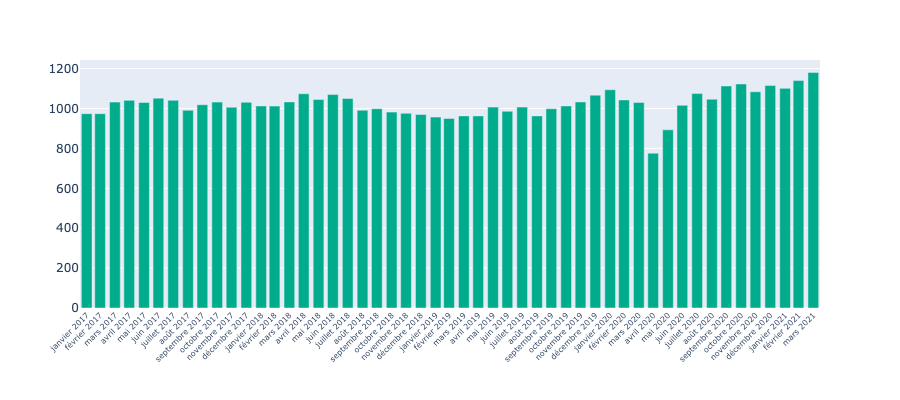 1200
1000
800
600
400
200
0
janvier 2017
février 2017
mars 2017
avril 2017
mai 2017
juin 2017
juillet 2017
août 2017
septembre 2017
octobre 2017
novembre 2017
décembre 2017
janvier 2018
février 2018
mars 2018
avril 2018
mai 2018
juin 2018
juillet 2018
août 2018
septembre 2018
octobre 2018
novembre 2018
décembre 2018
janvier 2019
février 2019
mars 2019
avril 2019
mai 2019
juin 2019
juillet 2019
août 2019
septembre 2019
octobre 2019
novembre 2019
décembre 2019
janvier 2020
février 2020
mars 2020
avril 2020
mai 2020
juin 2020
juillet 2020
août 2020
septembre 2020
octobre 2020
novembre 2020
décembre 2020
janvier 2021
février 2021
mars 2021